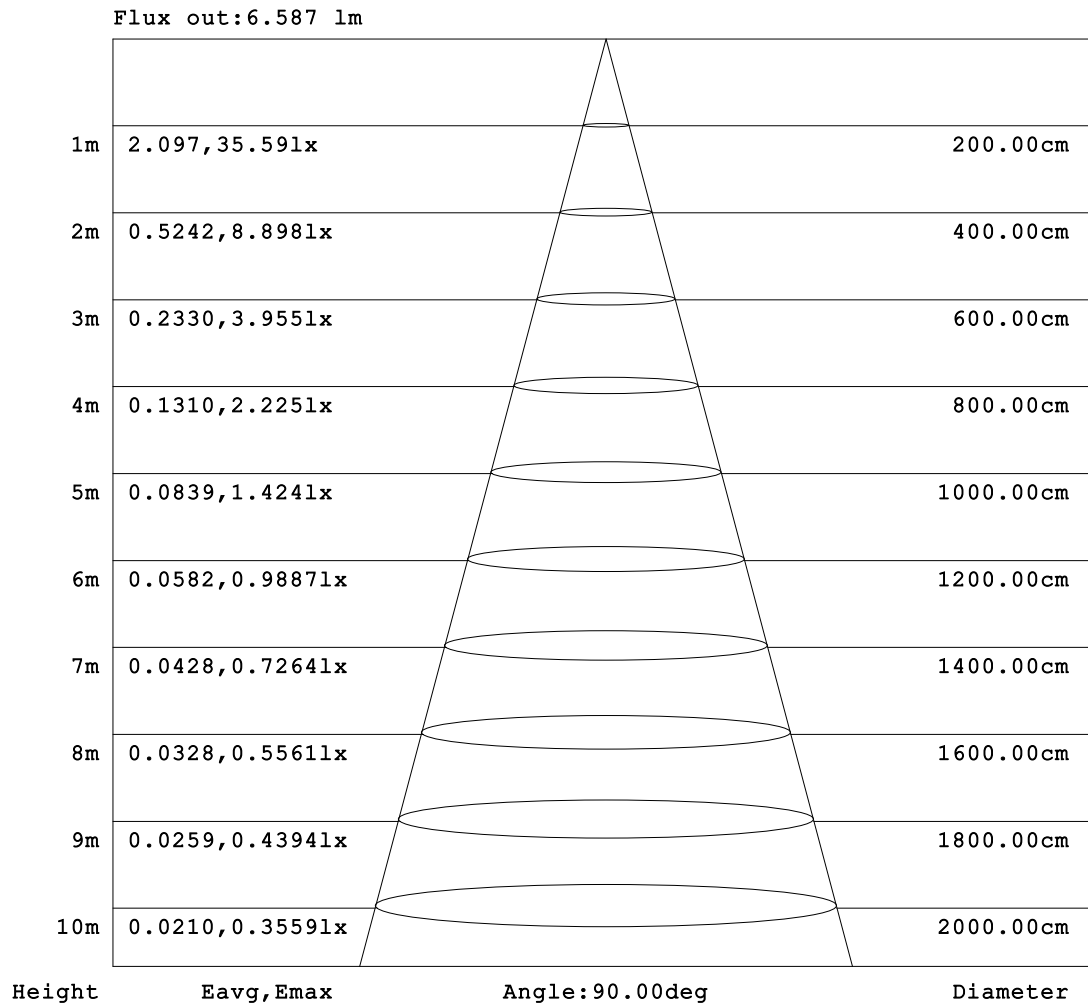 Flux out:6.587 lm
1m 2.097,35.59lx 200.00cm
2m 0.5242,8.898lx 400.00cm
3m 0.2330,3.955lx 600.00cm
4m 0.1310,2.225lx 800.00cm
5m 0.0839,1.424lx 1000.00cm
6m 0.0582,0.9887lx 1200.00cm
7m 0.0428,0.7264lx 1400.00cm
8m 0.0328,0.5561lx 1600.00cm
9m 0.0259,0.4394lx 1800.00cm
10m 0.0210,0.3559lx 2000.00cm
Height Eavg,Emax Angle:90.00deg Diameter